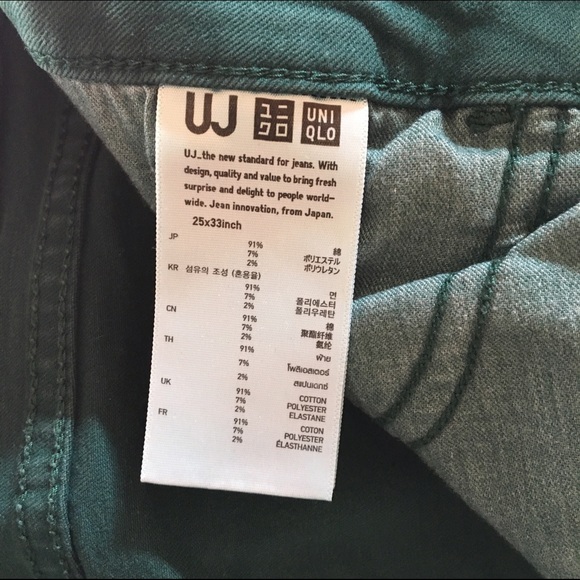 UJ ユニ UNI
クロ QLO
UJ_the new standard for jeans. With
design, quality and value to bring fresh
surprise and delight to people world-
wide. Jean innovation, from Japan.
25x33inch
JP
91% 綿
7% ポリエステル
2% ポリウレタン
KR 섬유의 조성 (혼용율)
91% 면
7% 폴리에스터
2% 폴리우레탄
CN
91% 棉
7% 聚酯纤维
2% 氨纶
TH
91% ฝ้าย
7% โพลีเอสเตอร์
2% สแปนเดกซ์
UK
91% COTTON
7% POLYESTER
2% ELASTANE
FR
91% COTON
7% POLYESTER
2% ÉLASTHANNE